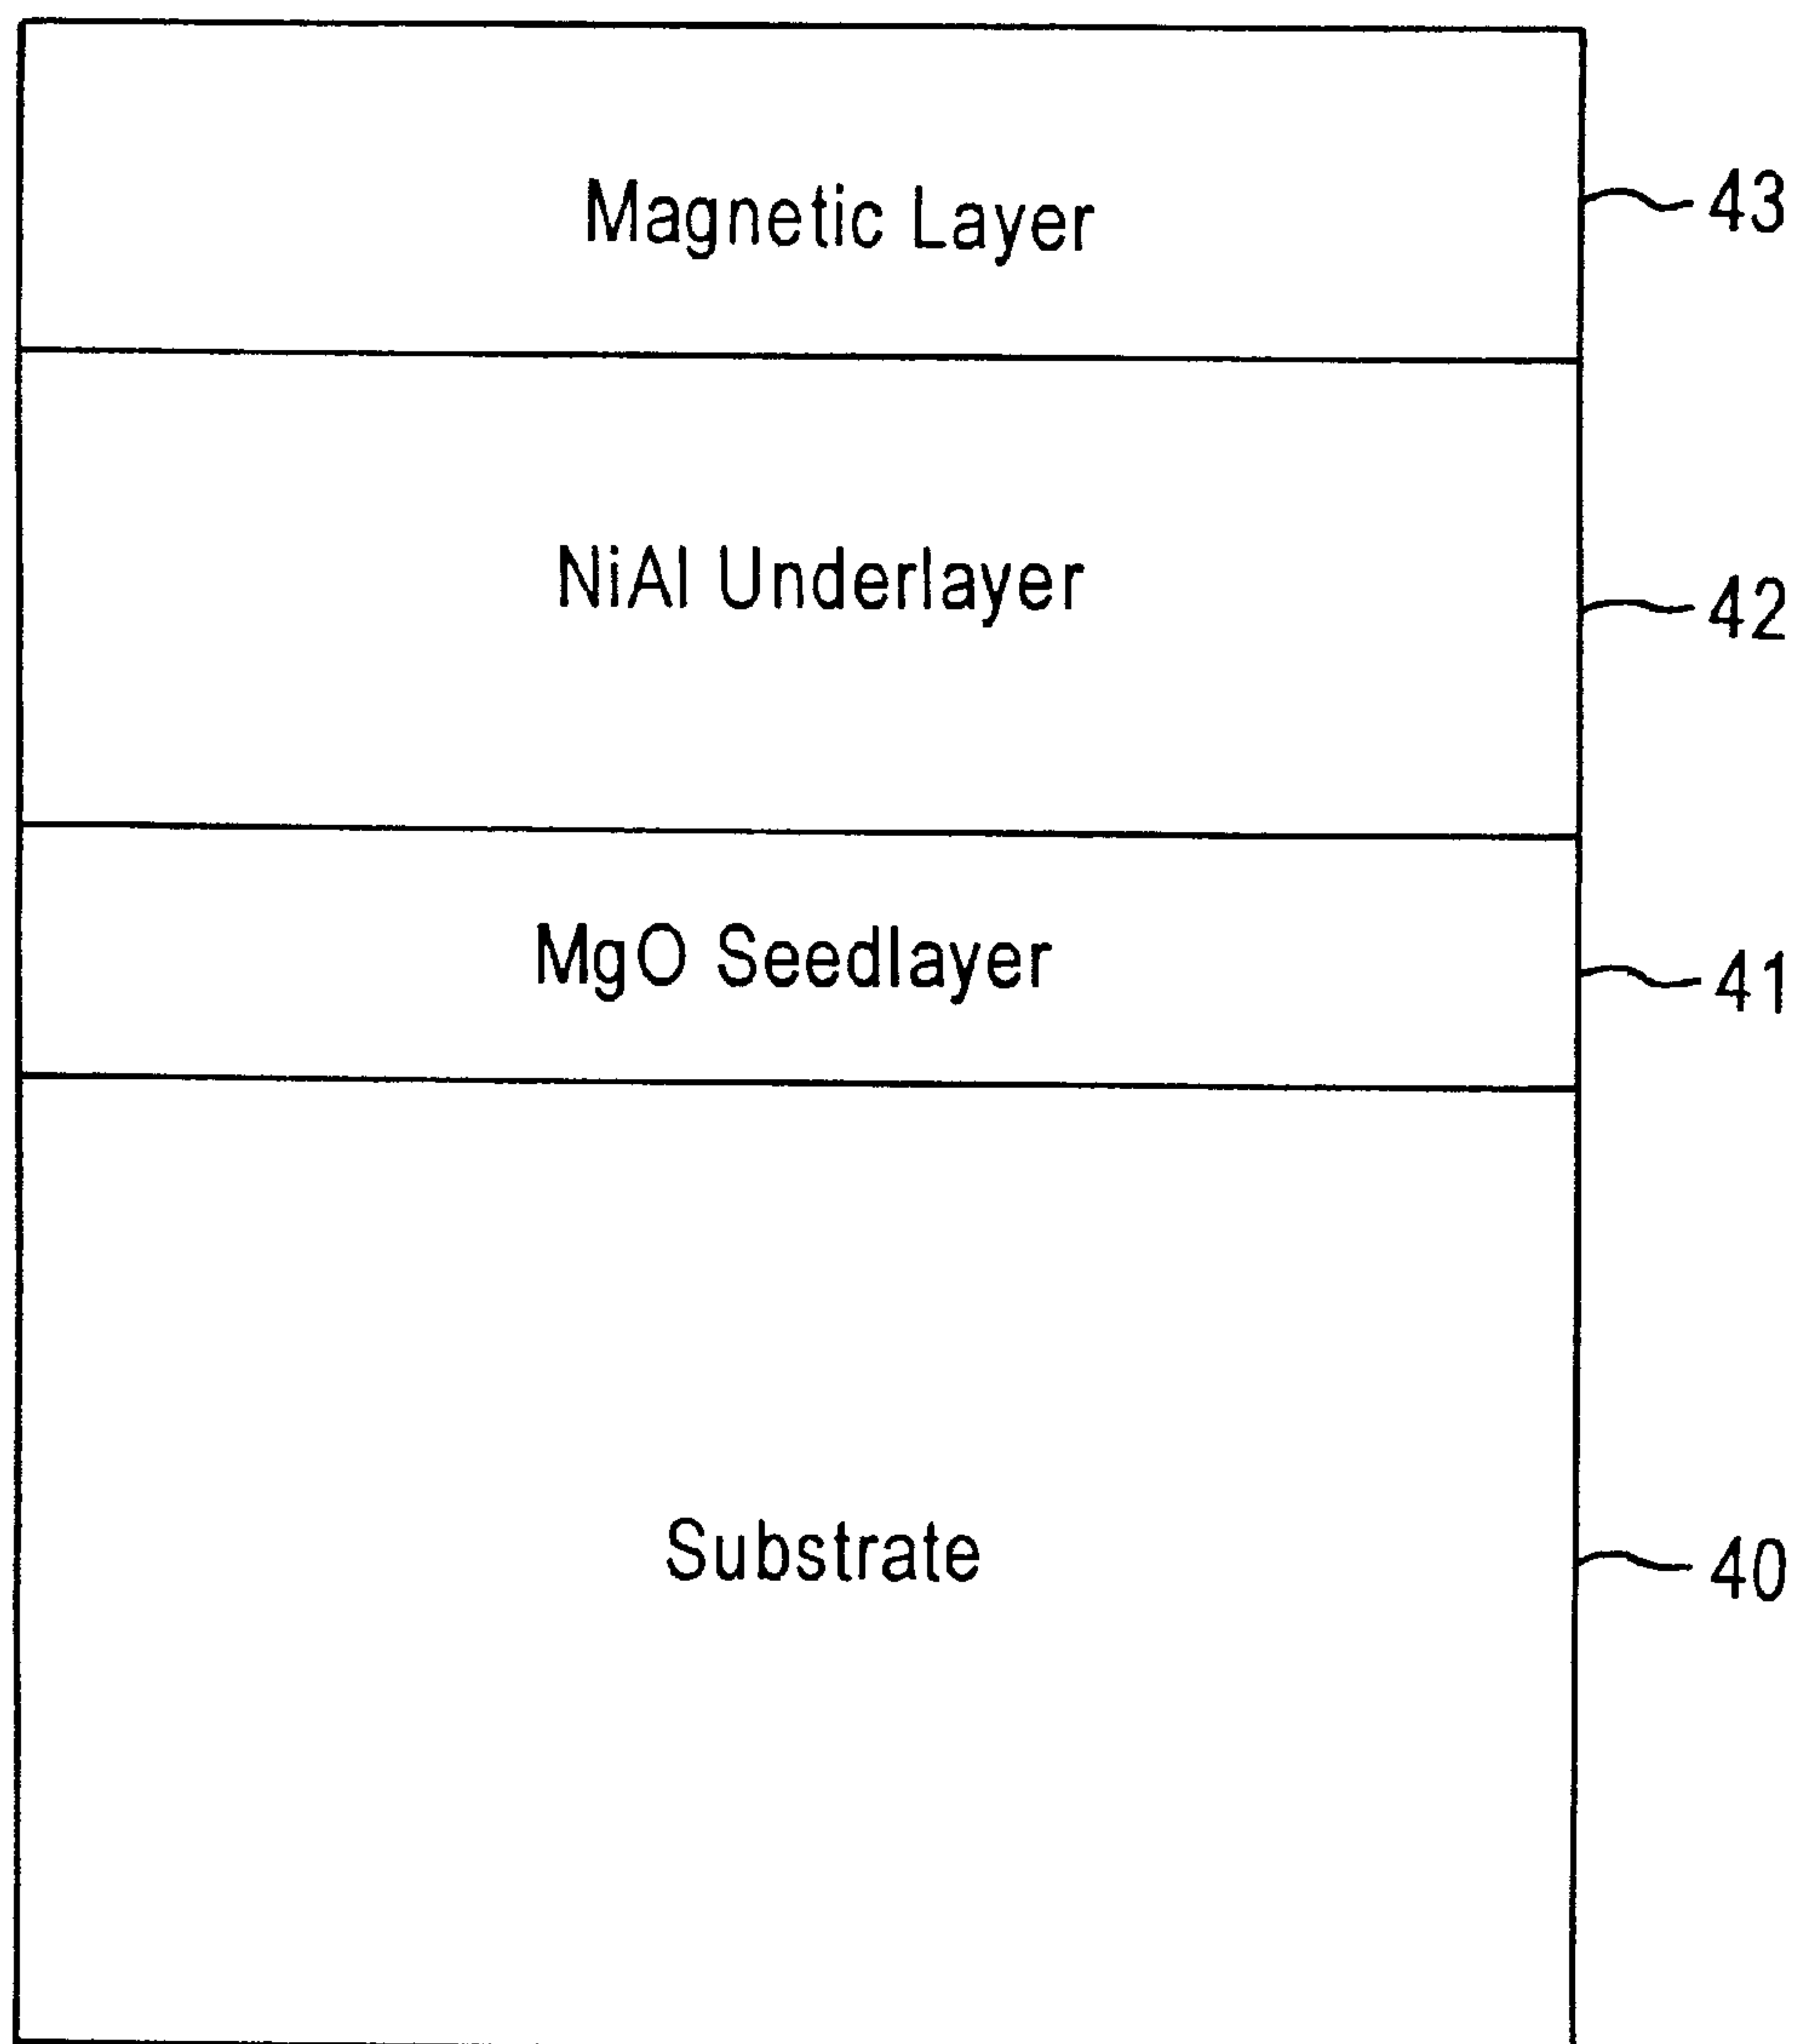 Magnetic Layer
43
NiAl Underlayer
42
MgO Seedlayer
41
Substrate
40